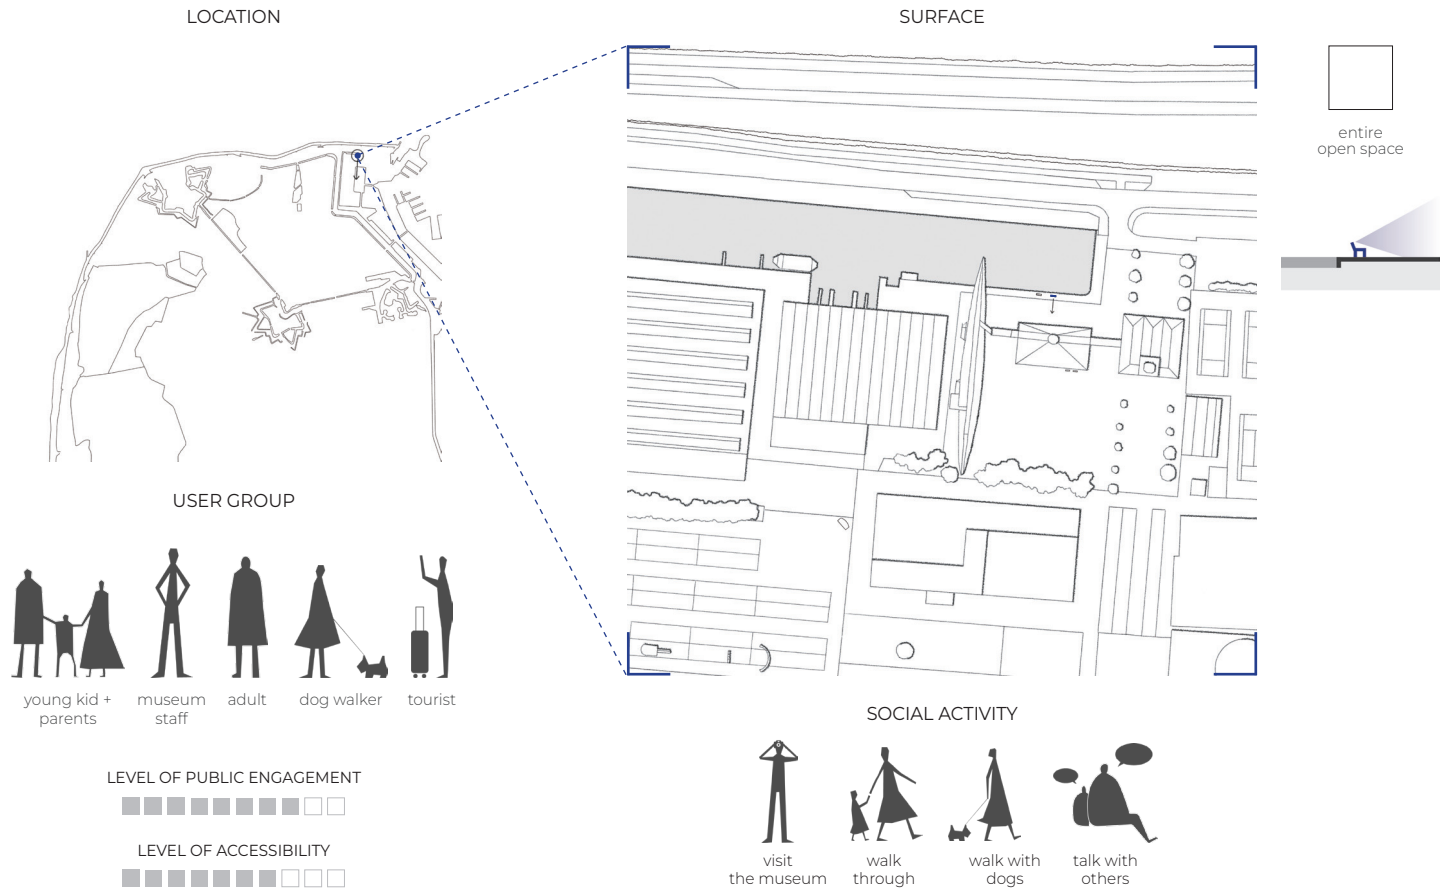 LOCATION
SURFACE
entire
open space
USER GROUP
young kid +
parents
museum
staff
adult
dog walker
tourist
LEVEL OF PUBLIC ENGAGEMENT
LEVEL OF ACCESSIBILITY
SOCIAL ACTIVITY
visit
the museum
walk
through
walk with
dogs
talk with
others